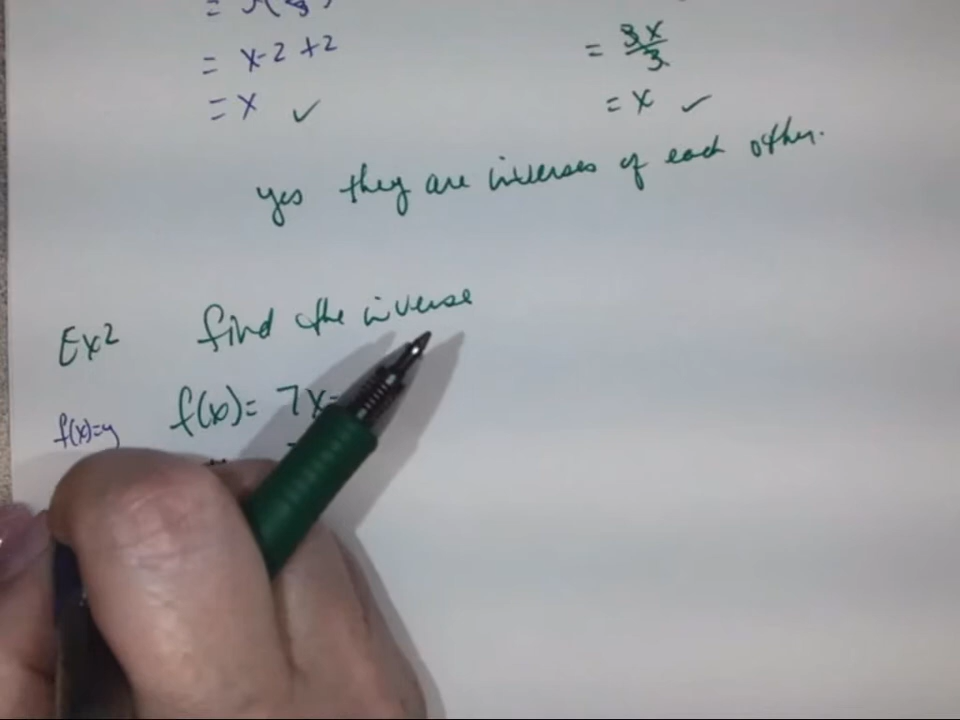 = x-2 +2
= 3x/3
= x ✓
= x ✓
yes they are inverses of each other.
Ex2 find the inverse
f(x)= 7x-
f(x)=y